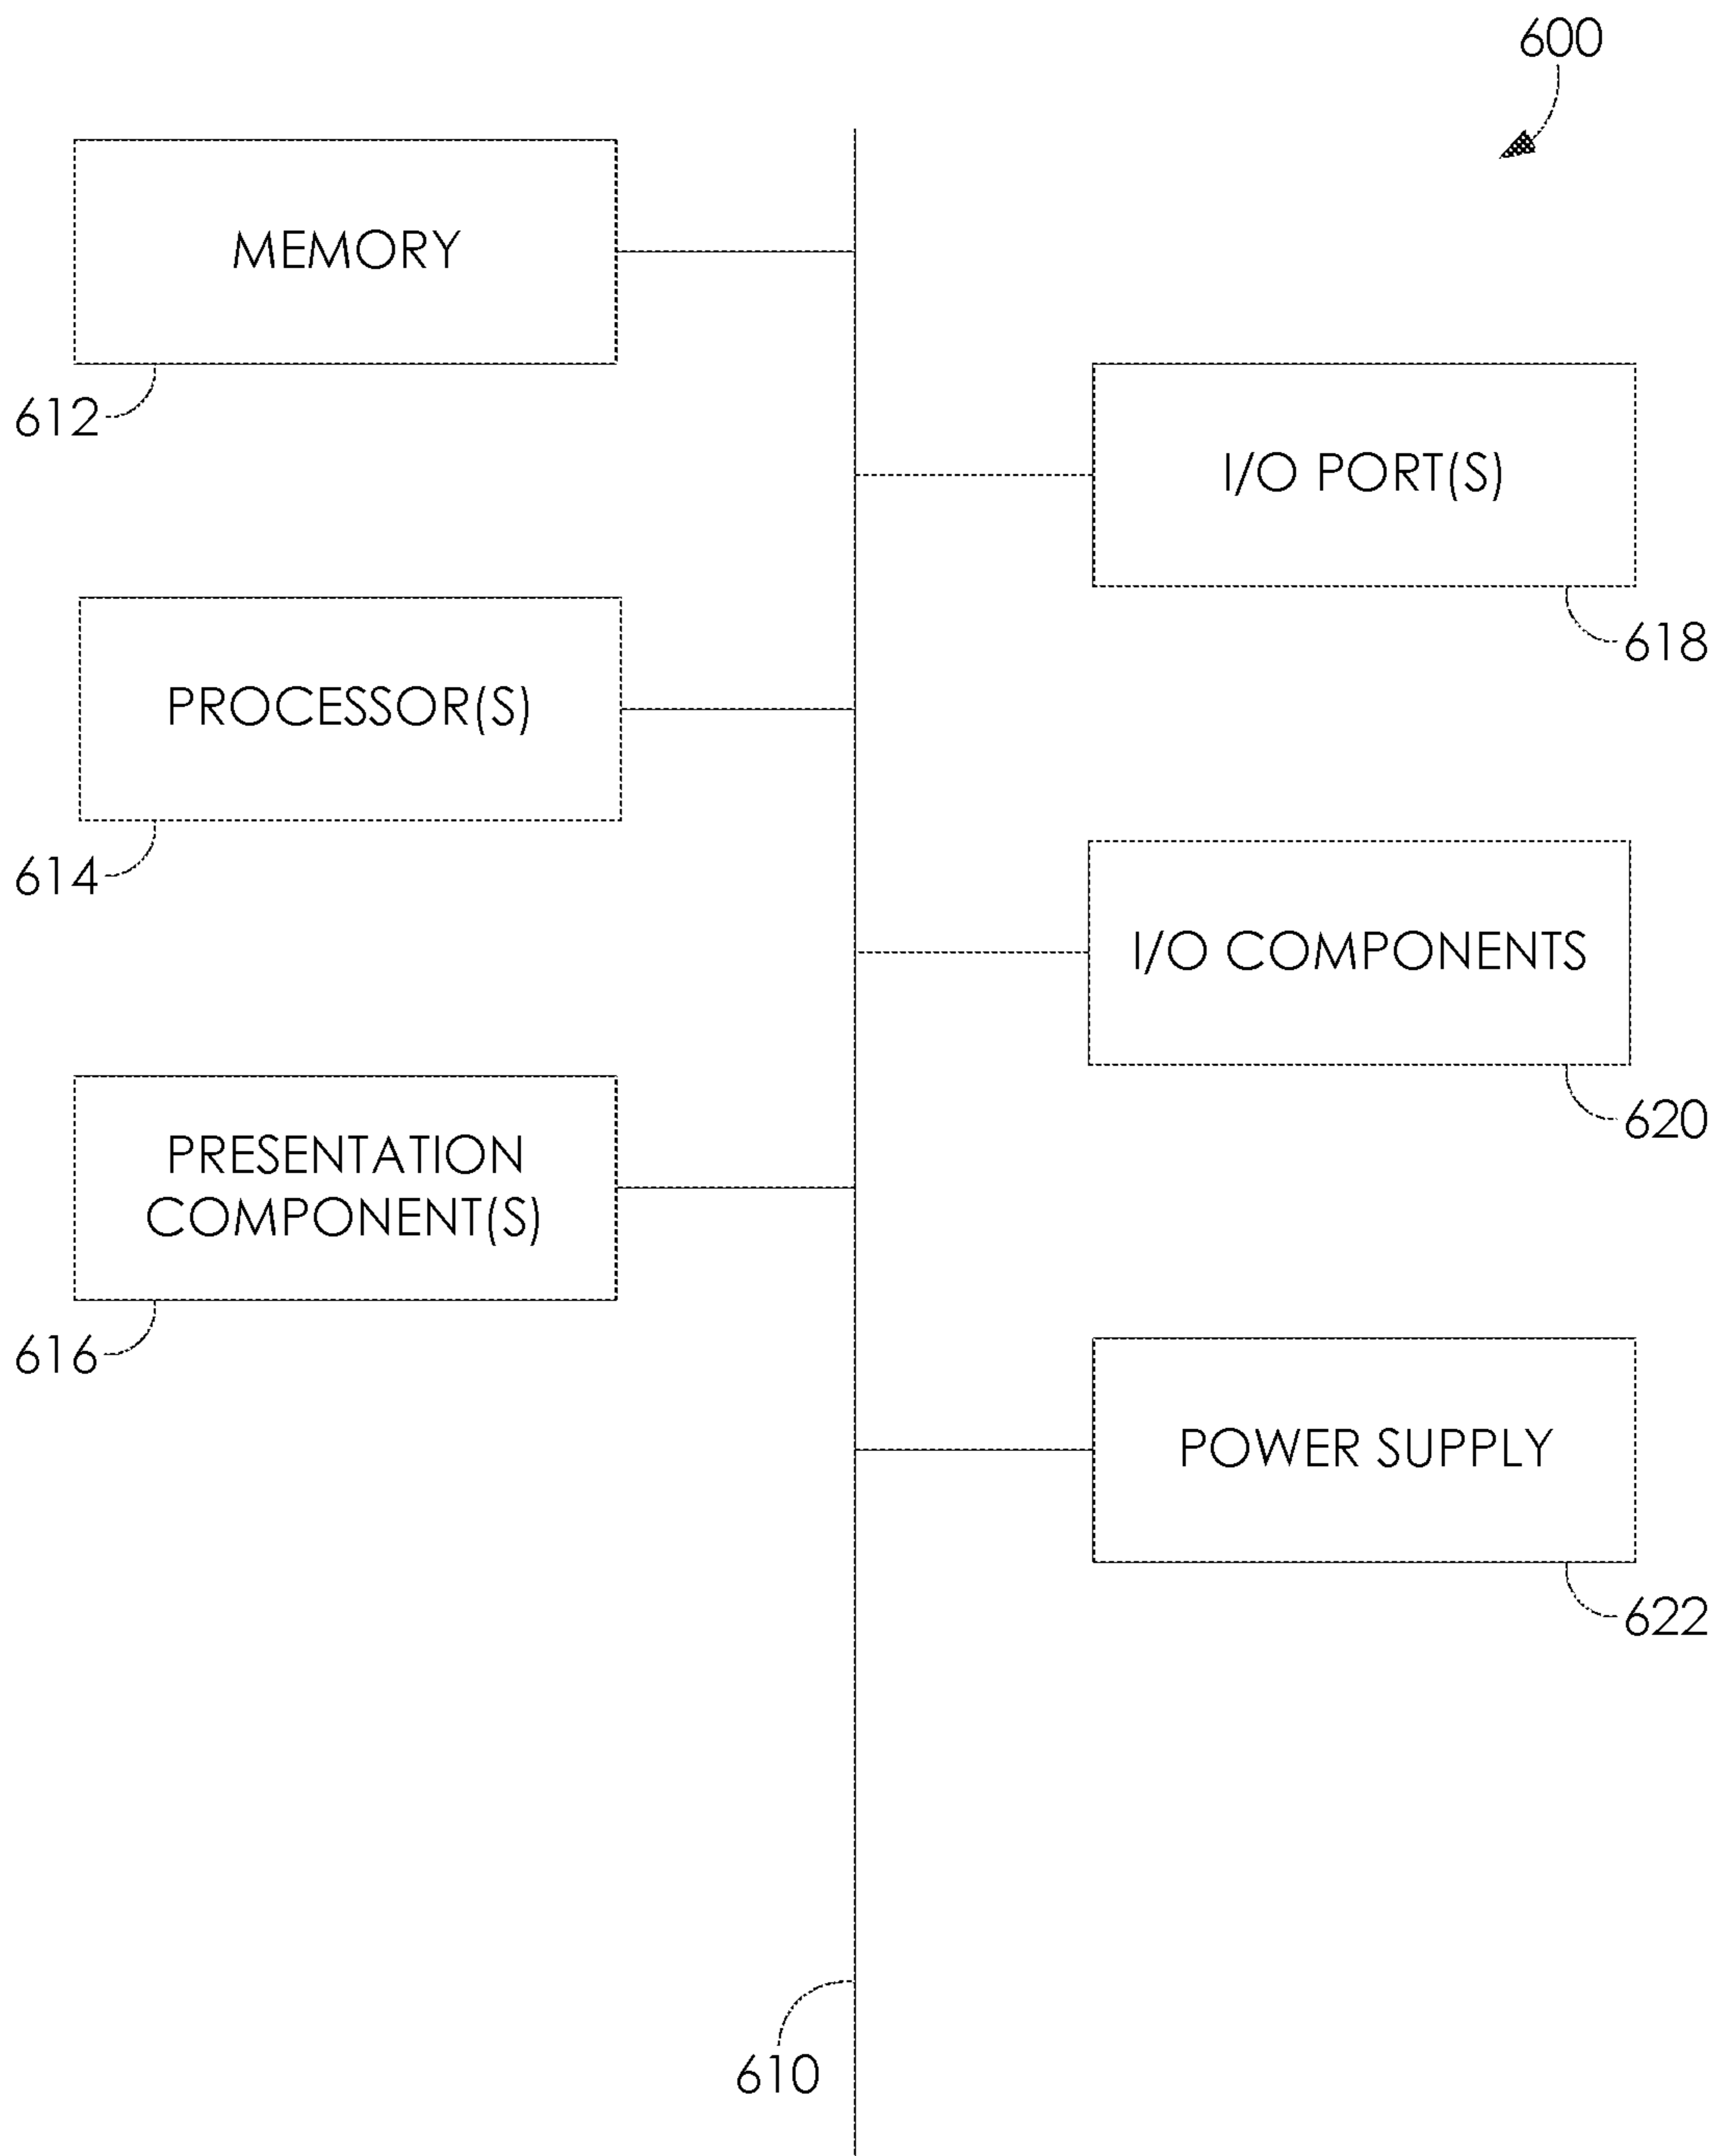 600
MEMORY
612
I/O PORT(S)
618
PROCESSOR(S)
614
I/O COMPONENTS
620
PRESENTATION
COMPONENT(S)
616
POWER SUPPLY
622
610